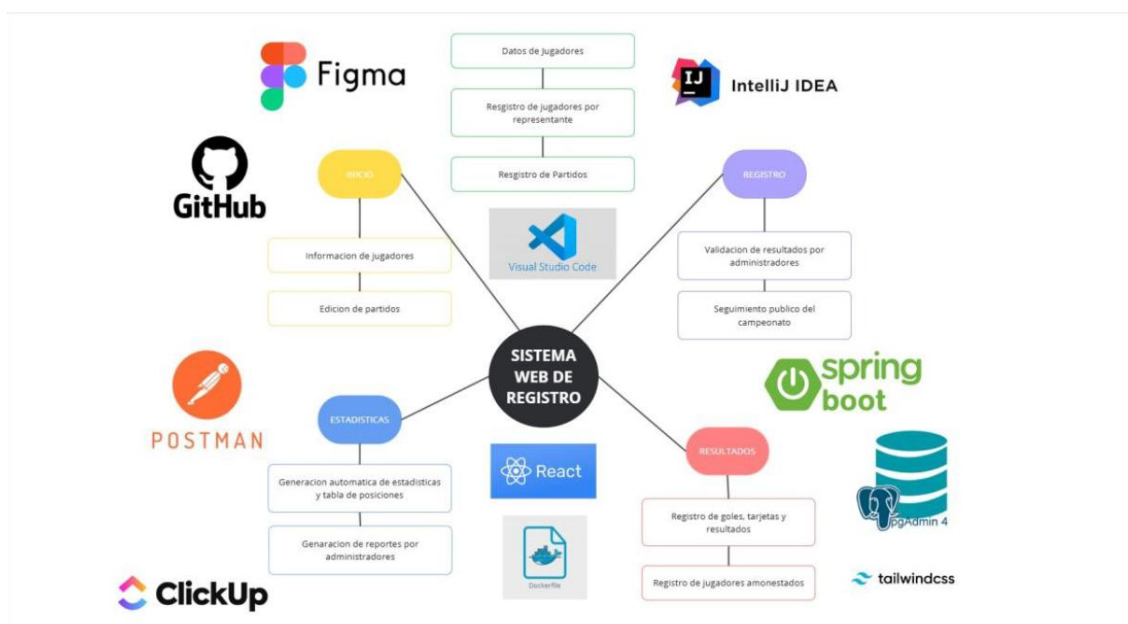 Figma
Datos de Jugadores
IJ
IntelliJ IDEA
Resgistro de jugadores por
representante
GitHub
INICIO
Resgistro de Partidos
REGISTRO
Visual Studio Code
Informacion de jugadores
Validacion de resultados por
administradores
Edicion de partidos
Seguimiento publico del
campeonato
SISTEMA
WEB DE
REGISTRO
spring
boot
POSTMAN
ESTADISTICAS
React
RESULTADOS
Generacion automatica de estadisticas
y tabla de posiciones
Registro de goles, tarjetas y
resultados
pgAdmin 4
Genaracion de reportes por
administradores
Dockerfile
Registro de jugadores amonestados
tailwindcss
ClickUp